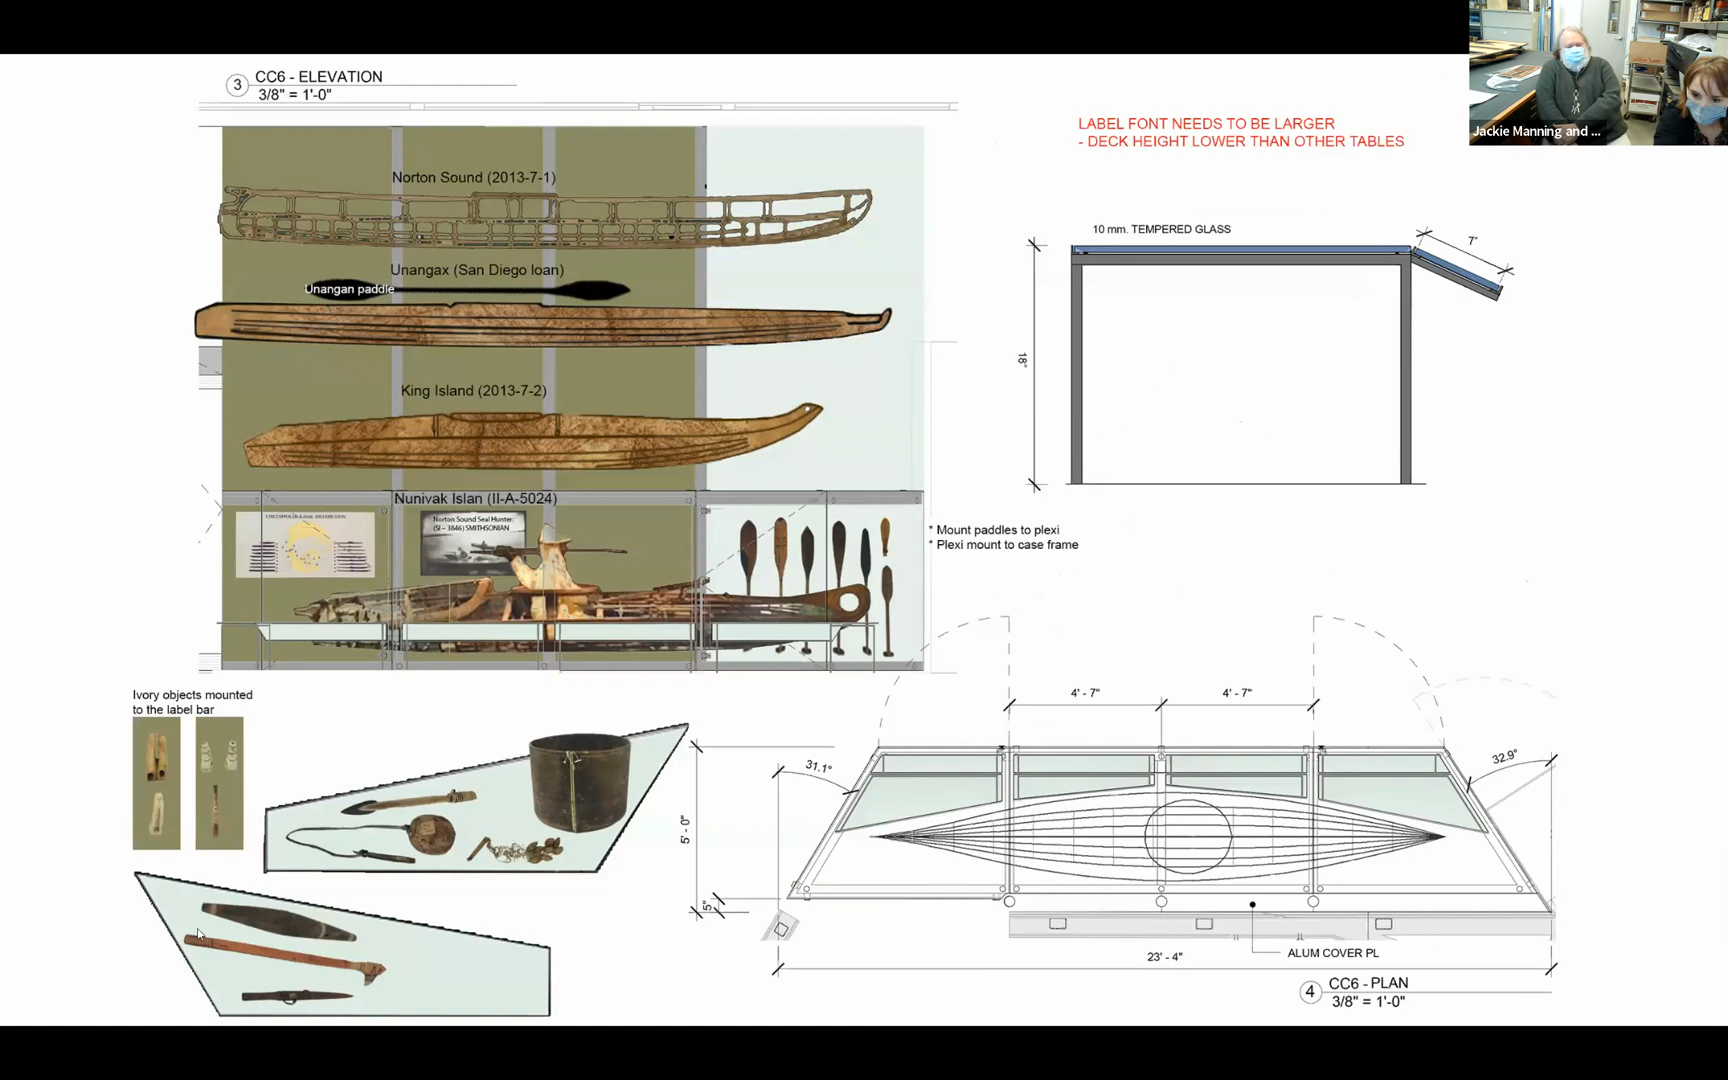 3
CC6 - ELEVATION
3/8" = 1'-0"
Norton Sound (2013-7-1)
Unangax (San Diego loan)
Unangan paddle
King Island (2013-7-2)
Nunivak Islan (II-A-5024)
Norton Sound Seal Hunter:
(SI – 3846) SMITHSONIAN
LABEL FONT NEEDS TO BE LARGER
- DECK HEIGHT LOWER THAN OTHER TABLES
Jackie Manning and ...
10 mm. TEMPERED GLASS
7"
18"
* Mount paddles to plexi
* Plexi mount to case frame
Ivory objects mounted
to the label bar
4' - 7"
4' - 7"
31.1°
32.9°
5' - 0"
5"
ALUM COVER PL
23' - 4"
4
CC6 - PLAN
3/8" = 1'-0"